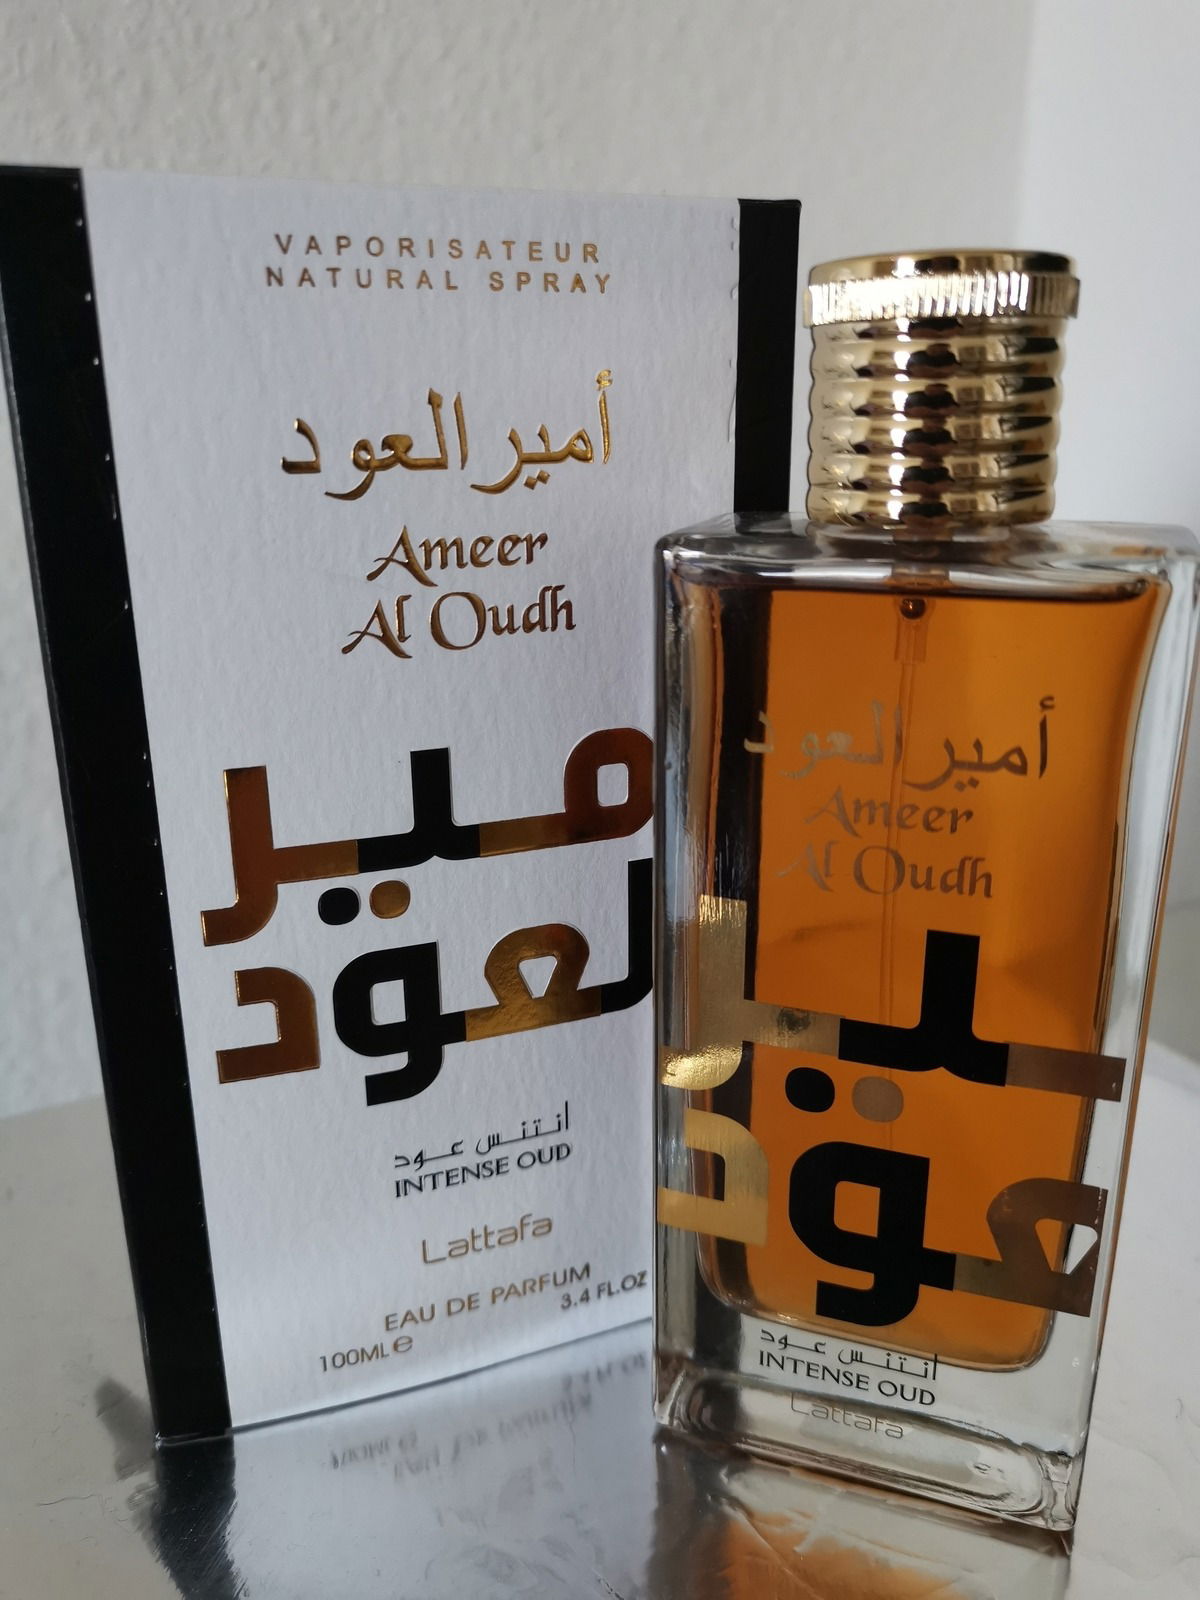 VAPORISATEUR
NATURAL SPRAY
أمير العود
Ameer
Al Oudh
مير
لعود
انتنس عود
INTENSE OUD
Lattafa
EAU DE PARFUM
100ML e 3.4 FL.OZ
أمير العود
Ameer
Al Oudh
انتنس عود
INTENSE OUD
Lattafa